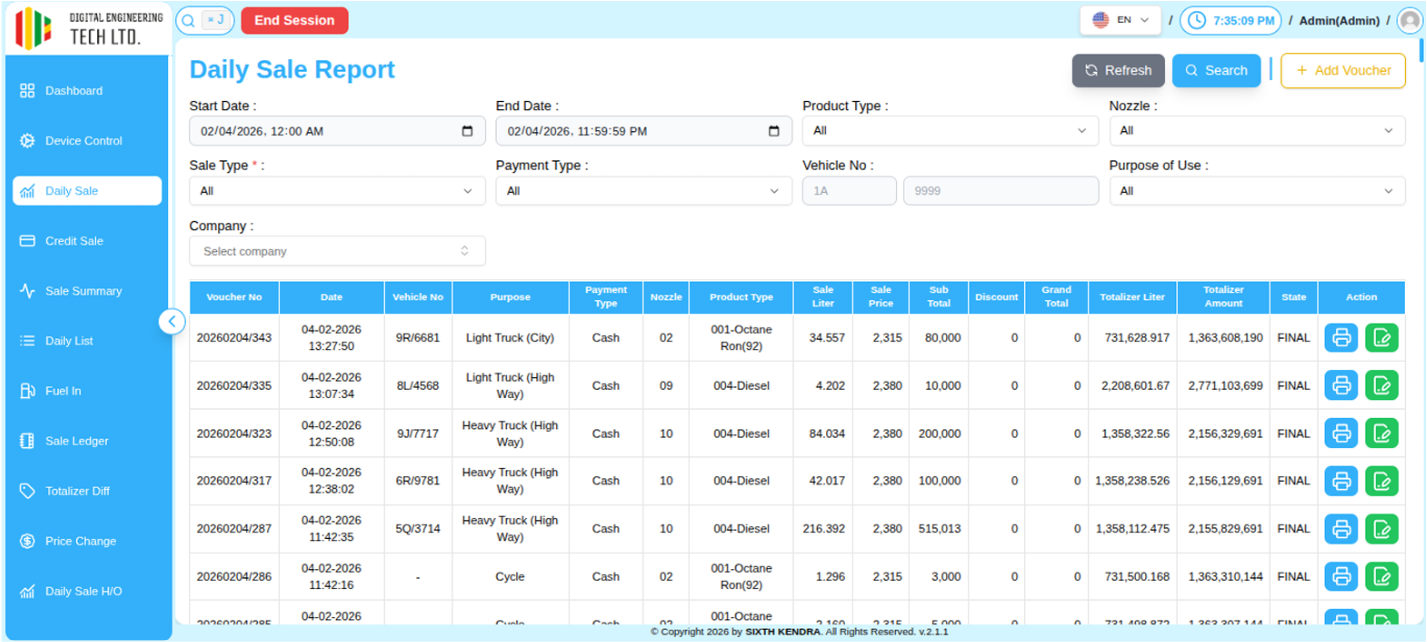 DIGITAL ENGINEERING
TECH LTD.
J
End Session
EN
/
7:35:09 PM
/ Admin(Admin) /
Dashboard
Device Control
Daily Sale
Credit Sale
Sale Summary
Daily List
Fuel In
Sale Ledger
Totalizer Diff
Price Change
Daily Sale H/O
Daily Sale Report
Refresh
Search
+ Add Voucher
Start Date :
End Date :
Product Type :
Nozzle :
02/04/2026, 12:00 AM
02/04/2026, 11:59:59 PM
All
All
Sale Type * :
Payment Type :
Vehicle No :
Purpose of Use :
All
All
1A
9999
All
Company :
Select company
Voucher No Date Vehicle No Purpose Payment Type Nozzle Product Type Sale Liter Sale Price Sub Total Discount Grand Total Totalizer Liter Totalizer Amount State Action
20260204/343 04-02-2026 13:27:50 9R/6681 Light Truck (City) Cash 02 001-Octane Ron(92) 34.557 2,315 80,000 0 0 731,628.917 1,363,608,190 FINAL
20260204/335 04-02-2026 13:07:34 8L/4568 Light Truck (High Way) Cash 09 004-Diesel 4.202 2,380 10,000 0 0 2,208,601.67 2,771,103,699 FINAL
20260204/323 04-02-2026 12:50:08 9J/7717 Heavy Truck (High Way) Cash 10 004-Diesel 84.034 2,380 200,000 0 0 1,358,322.56 2,156,329,691 FINAL
20260204/317 04-02-2026 12:38:02 6R/9781 Heavy Truck (High Way) Cash 10 004-Diesel 42.017 2,380 100,000 0 0 1,358,238.526 2,156,129,691 FINAL
20260204/287 04-02-2026 11:42:35 5Q/3714 Heavy Truck (High Way) Cash 10 004-Diesel 216.392 2,380 515,013 0 0 1,358,112.475 2,155,829,691 FINAL
20260204/286 04-02-2026 11:42:16 - Cycle Cash 02 001-Octane Ron(92) 1.296 2,315 3,000 0 0 731,500.168 1,363,310,144 FINAL
04-02-2026 001-Octane
© Copyright 2026 by SIXTH KENDRA. All Rights Reserved. v.2.1.1